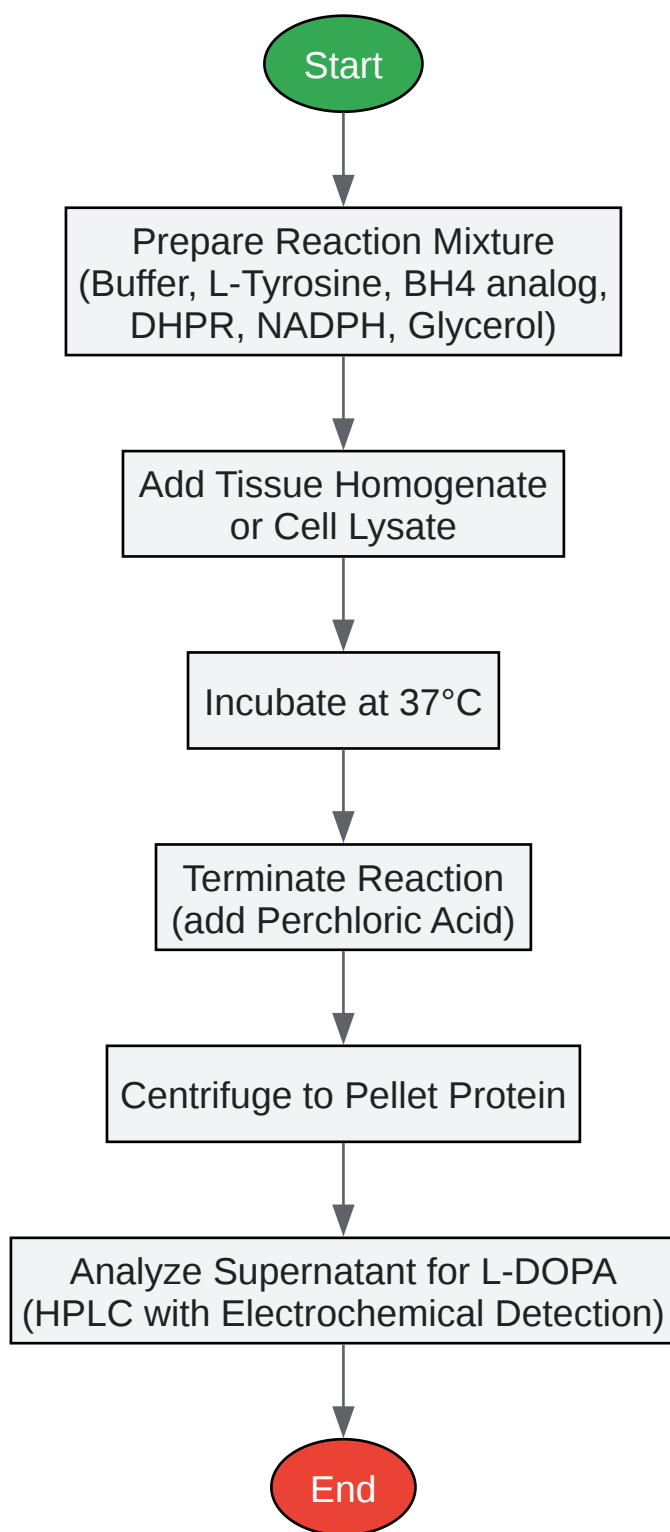 Start
Prepare Reaction Mixture
(Buffer, L-Tyrosine, BH4 analog,
DHPR, NADPH, Glycerol)
Add Tissue Homogenate
or Cell Lysate
Incubate at 37°C
Terminate Reaction
(add Perchloric Acid)
Centrifuge to Pellet Protein
Analyze Supernatant for L-DOPA
(HPLC with Electrochemical Detection)
End